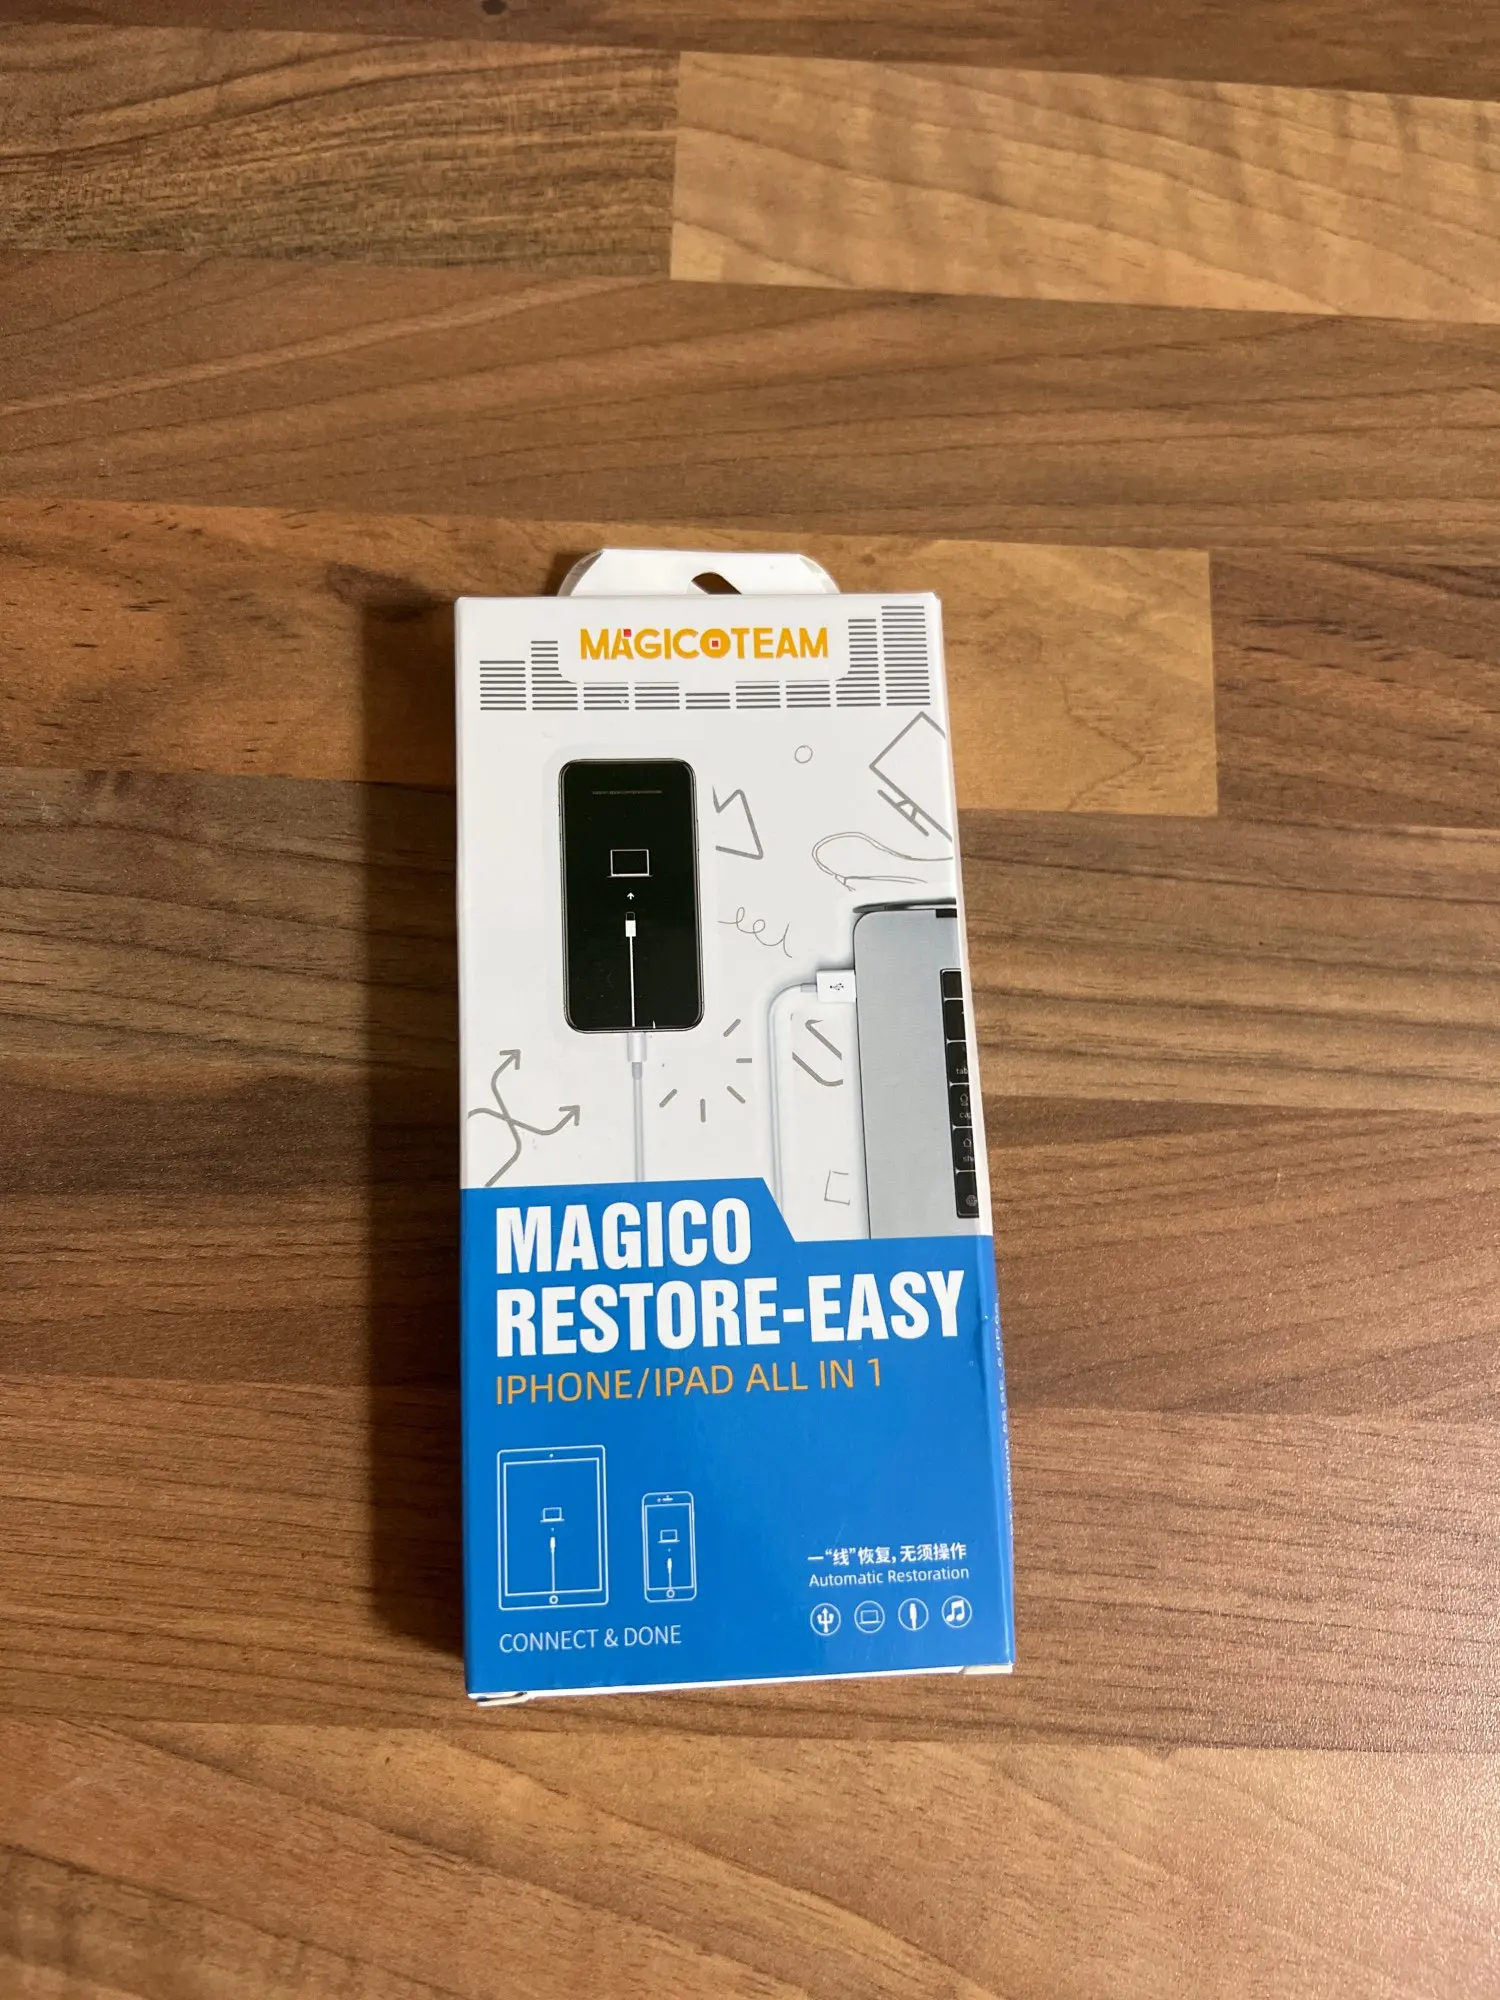 MAGICOTEAM
tab
MAGICO
RESTORE-EASY
IPHONE/IPAD ALL IN 1
一“线”恢复,无须操作
Automatic Restoration
CONNECT & DONE